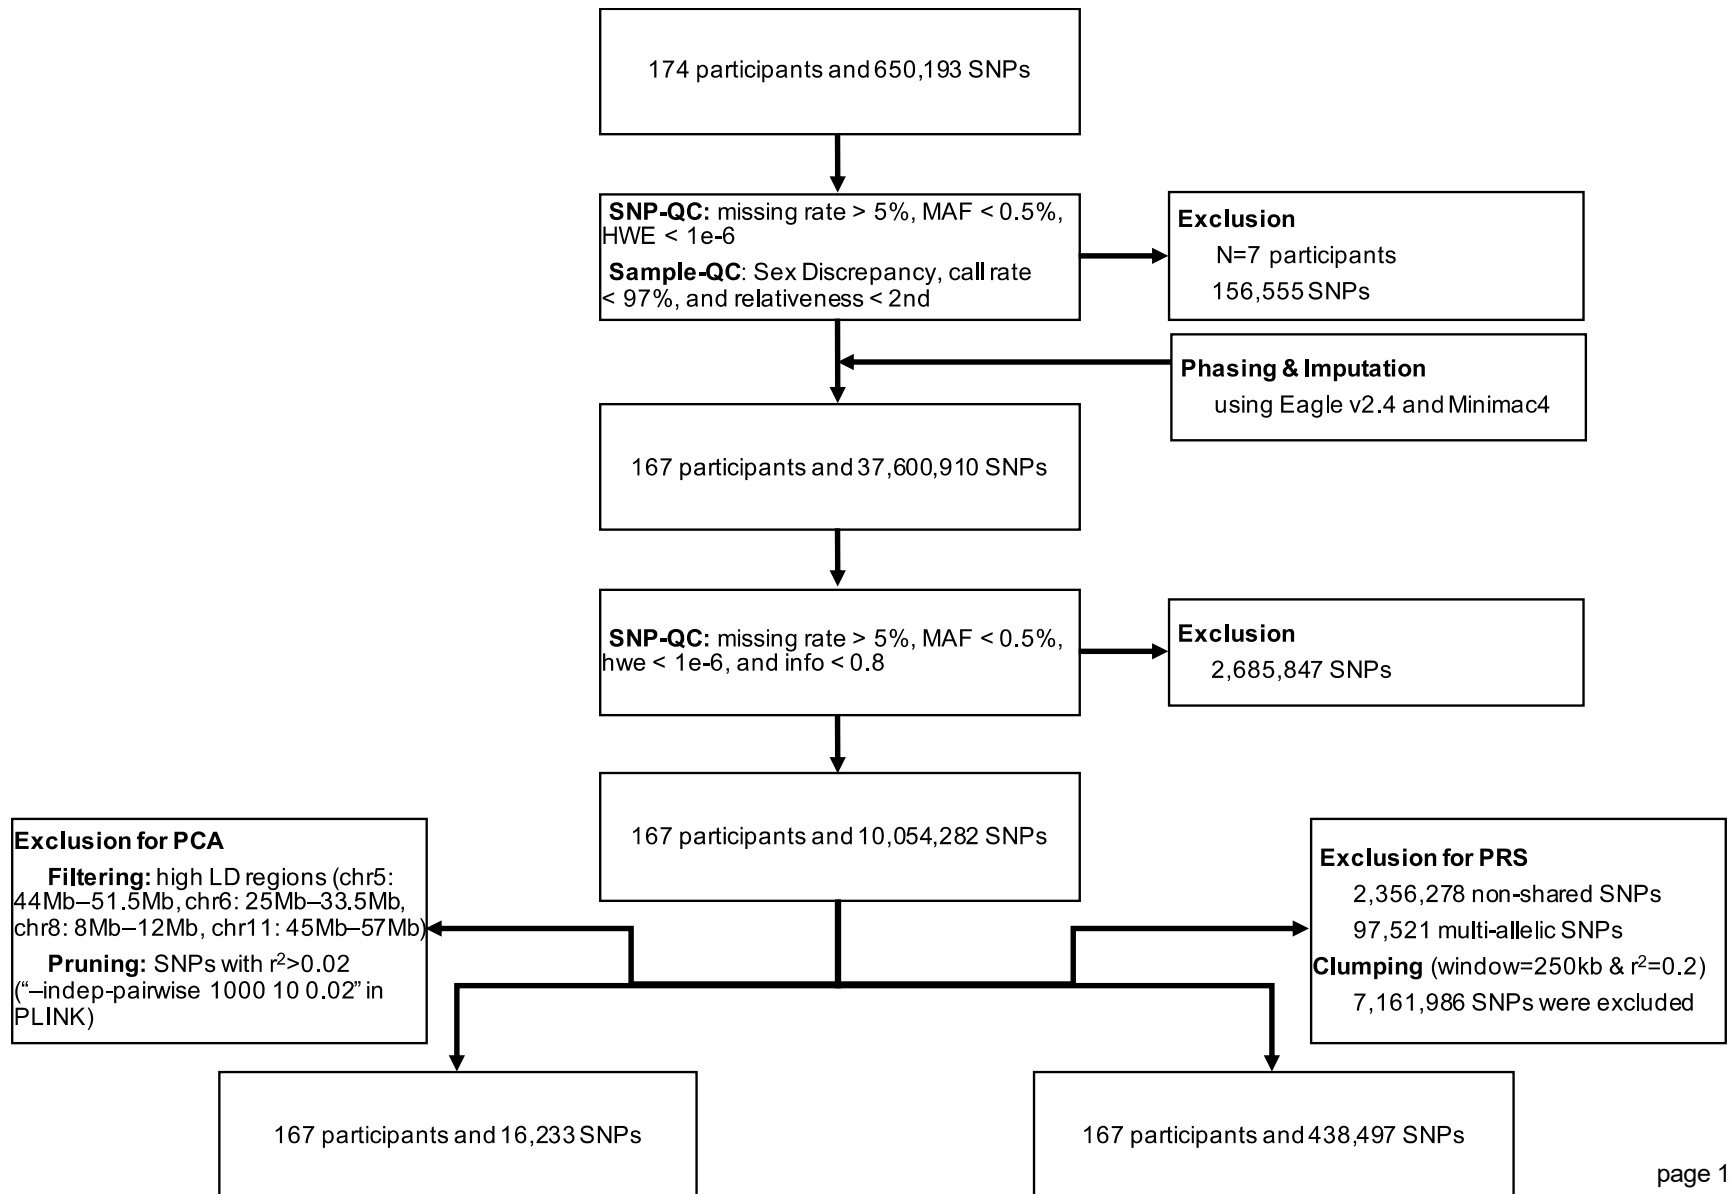 174 participants and 650,193 SNPs
SNP-QC: missing rate > 5%, MAF < 0.5%,
HWE < 1e-6
Sample-QC: Sex Discrepancy, call rate
< 97%, and relativeness < 2nd
Exclusion
N=7 participants
156,555 SNPs
Phasing & Imputation
using Eagle v2.4 and Minimac4
167 participants and 37,600,910 SNPs
SNP-QC: missing rate > 5%, MAF < 0.5%,
hwe < 1e-6, and info < 0.8
Exclusion
2,685,847 SNPs
167 participants and 10,054,282 SNPs
Exclusion for PCA
Filtering: high LD regions (chr5:
44Mb–51.5Mb, chr6: 25Mb–33.5Mb,
chr8: 8Mb–12Mb, chr11: 45Mb–57Mb)
Pruning: SNPs with r²>0.02
(“–indep-pairwise 1000 10 0.02” in
PLINK)
Exclusion for PRS
2,356,278 non-shared SNPs
97,521 multi-allelic SNPs
Clumping (window=250kb & r²=0.2)
7,161,986 SNPs were excluded
167 participants and 16,233 SNPs
167 participants and 438,497 SNPs
page 1